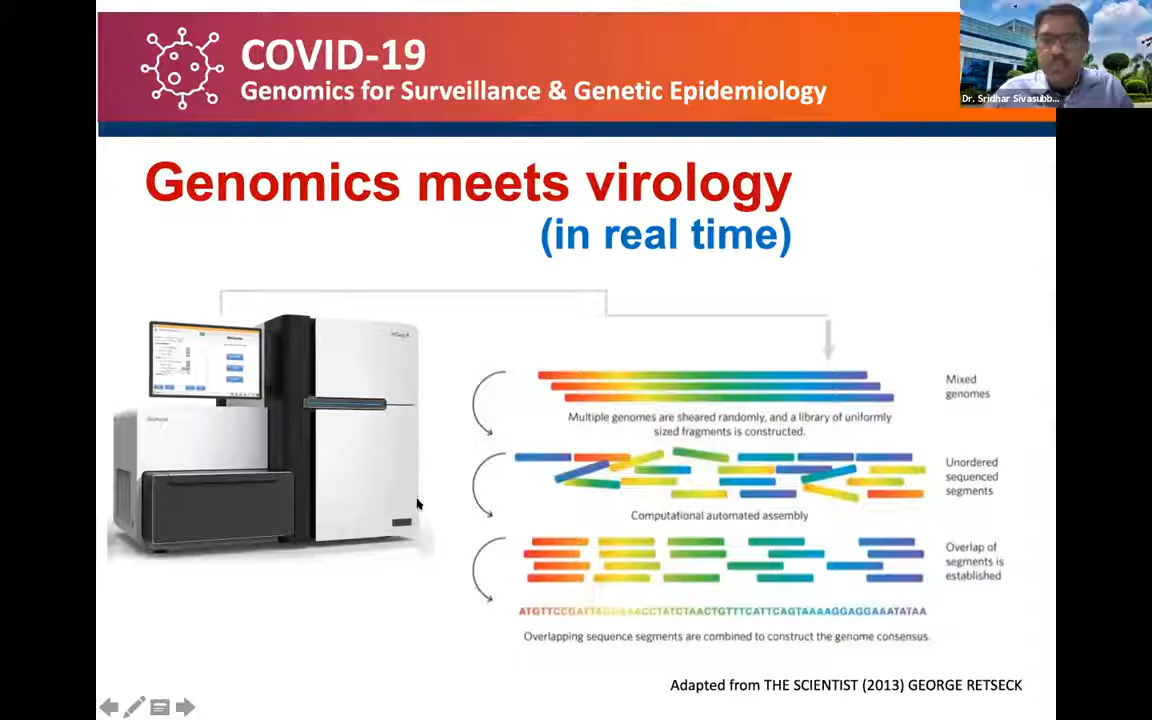 COVID-19
Genomics for Surveillance & Genetic Epidemiology
Dr. Sridhar Sivasubb...
Genomics meets virology
(in real time)
Mixed
genomes
Multiple genomes are sheared randomly, and a library of uniformly
sized fragments is constructed.
Unordered
sequenced
segments
Computational automated assembly
Overlap of
segments is
established
Overlapping sequence segments are combined to construct the genome consensus.
Adapted from THE SCIENTIST (2013) GEORGE RETSECK